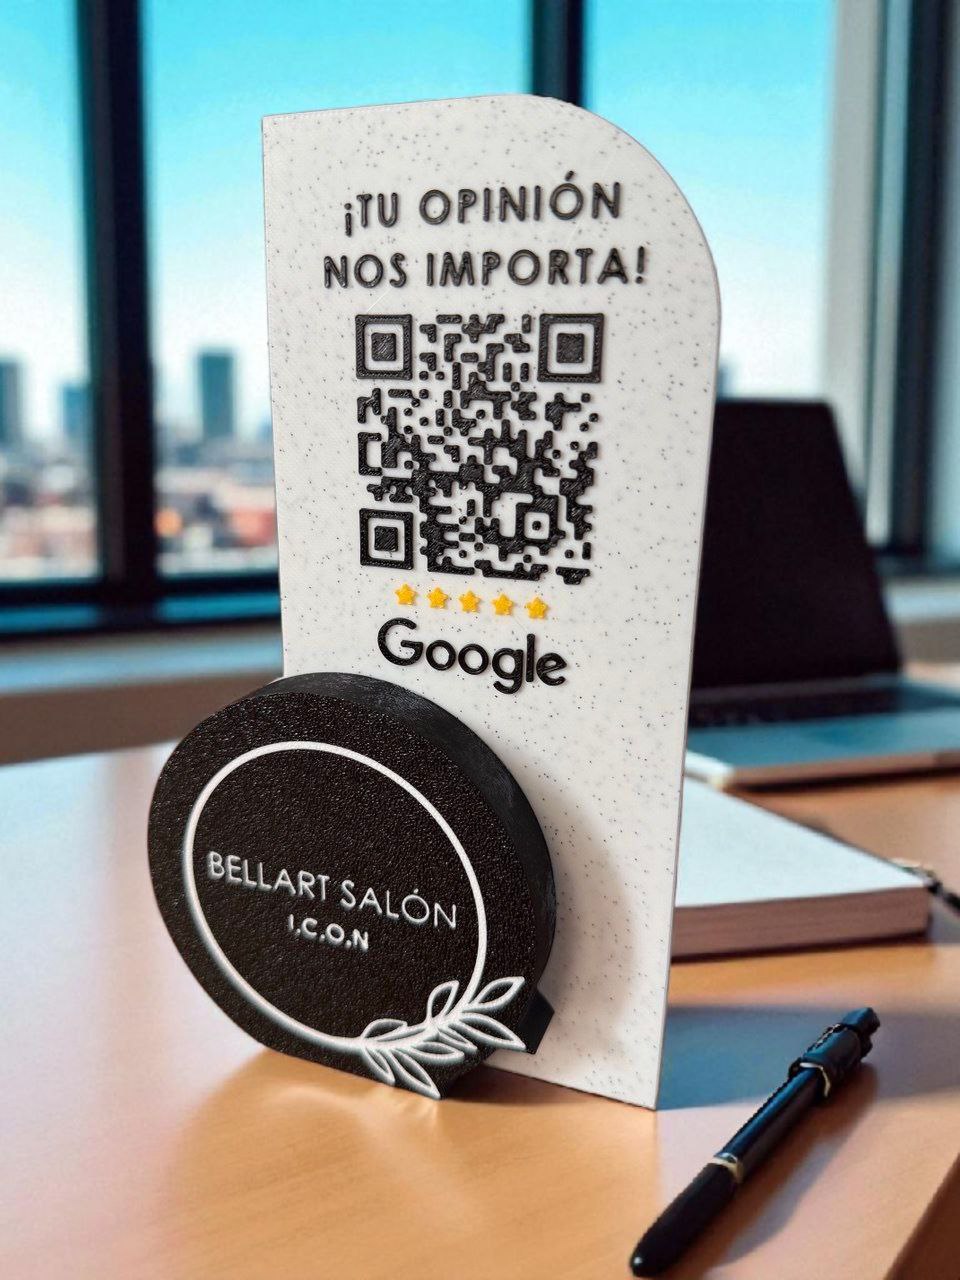 ¡TU OPINIÓN
NOS IMPORTA!
Google
BELLART SALÓN
I.C.O.N